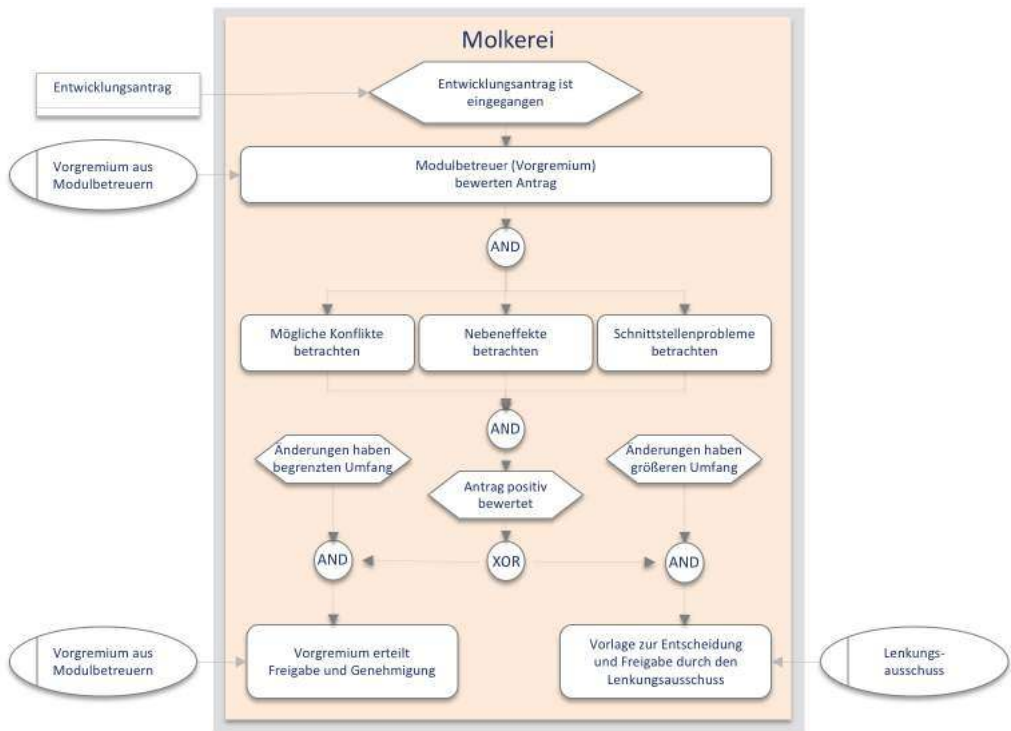 Molkerei
Entwicklungsantrag
Entwicklungsantrag ist
eingegangen
Vorgremium aus
Modulbetreuern
Modulbetreuer (Vorgremium)
bewerten Antrag
AND
Mögliche Konflikte
betrachten
Nebeneffekte
betrachten
Schnittstellenprobleme
betrachten
AND
Änderungen haben
begrenzten Umfang
Antrag positiv
bewertet
Änderungen haben
größeren Umfang
AND
XOR
AND
Vorgremium aus
Modulbetreuern
Vorgremium erteilt
Freigabe und Genehmigung
Vorlage zur Entscheidung
und Freigabe durch den
Lenkungsausschuss
Lenkungs-
ausschuss